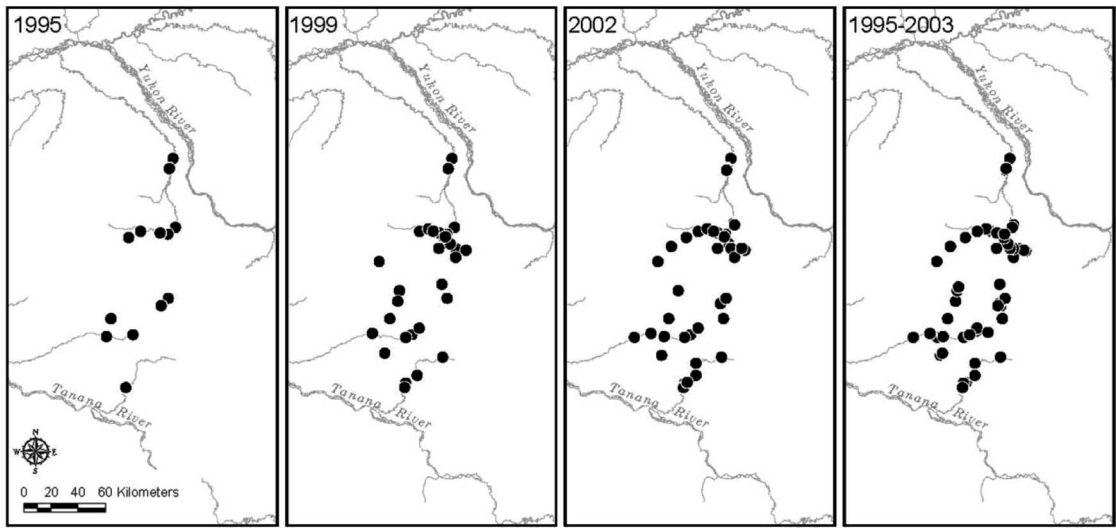 1995
1999
2002
1995-2003
Yukon River
Yukon River
Yukon River
Yukon River
Tanana River
Tanana River
Tanana River
Tanana River
N
W E
S
0 20 40 60 Kilometers